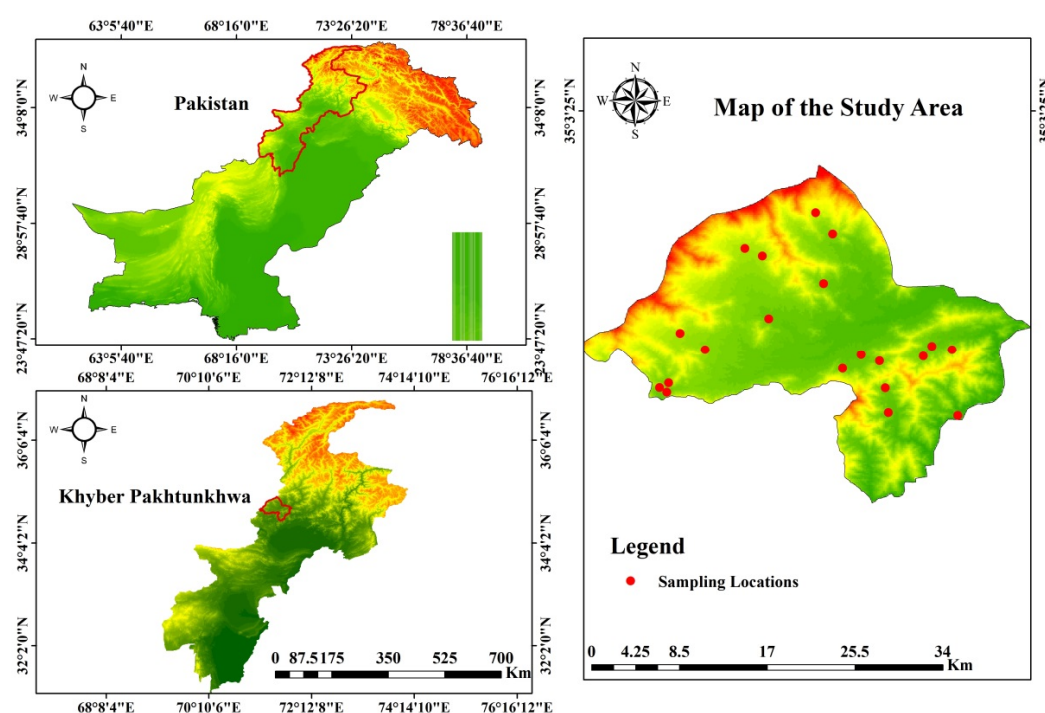 63°5'40"E 68°16'0"E 73°26'20"E 78°36'40"E
34°8'0"N
28°57'40"N
23°47'20"N
N
W E
S
Pakistan
34°8'0"N
28°57'40"N
23°47'20"N
63°5'40"E 68°16'0"E 73°26'20"E 78°36'40"E
68°8'4"E 70°10'6"E 72°12'8"E 74°14'10"E 76°16'12"E
36°6'4"N
34°4'2"N
32°2'0"N
N
W E
S
Khyber Pakhtunkhwa
0 87.5 175 350 525 700
Km
36°6'4"N
34°4'2"N
32°2'0"N
68°8'4"E 70°10'6"E 72°12'8"E 74°14'10"E 76°16'12"E
35°3'25"N
N
W E
S
Map of the Study Area
35°3'25"N
Legend
Sampling Locations
0 4.25 8.5 17 25.5 34
Km